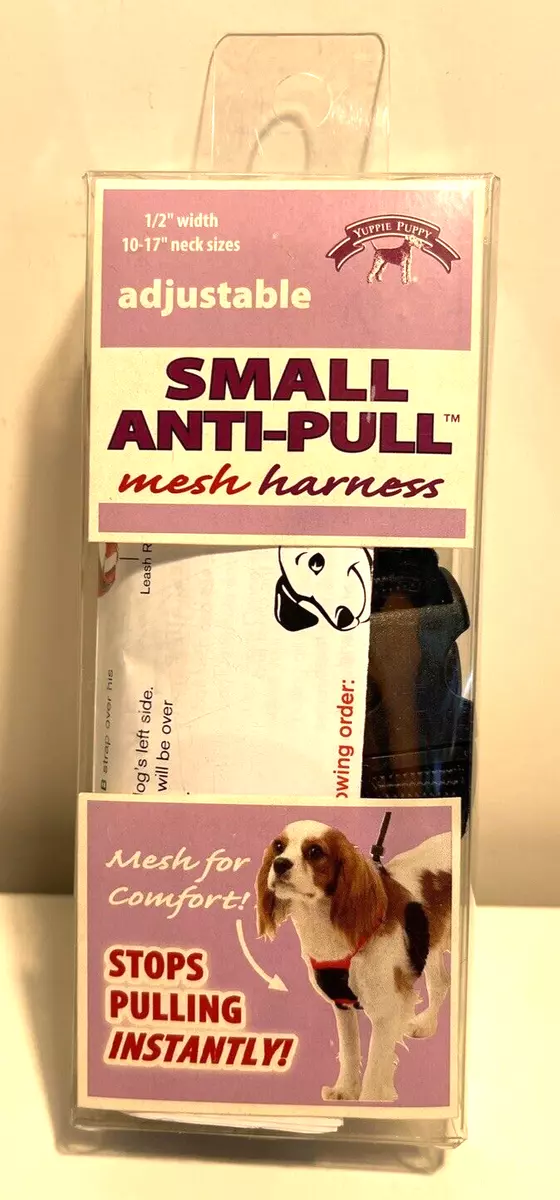 1/2" width
10-17" neck sizes
adjustable
YUPPIE PUPPY
SMALL
ANTI-PULL™
mesh harness
Leash R
B strap over his
og's left side.
will be over
owing order:
Mesh for
Comfort!
STOPS
PULLING
INSTANTLY!